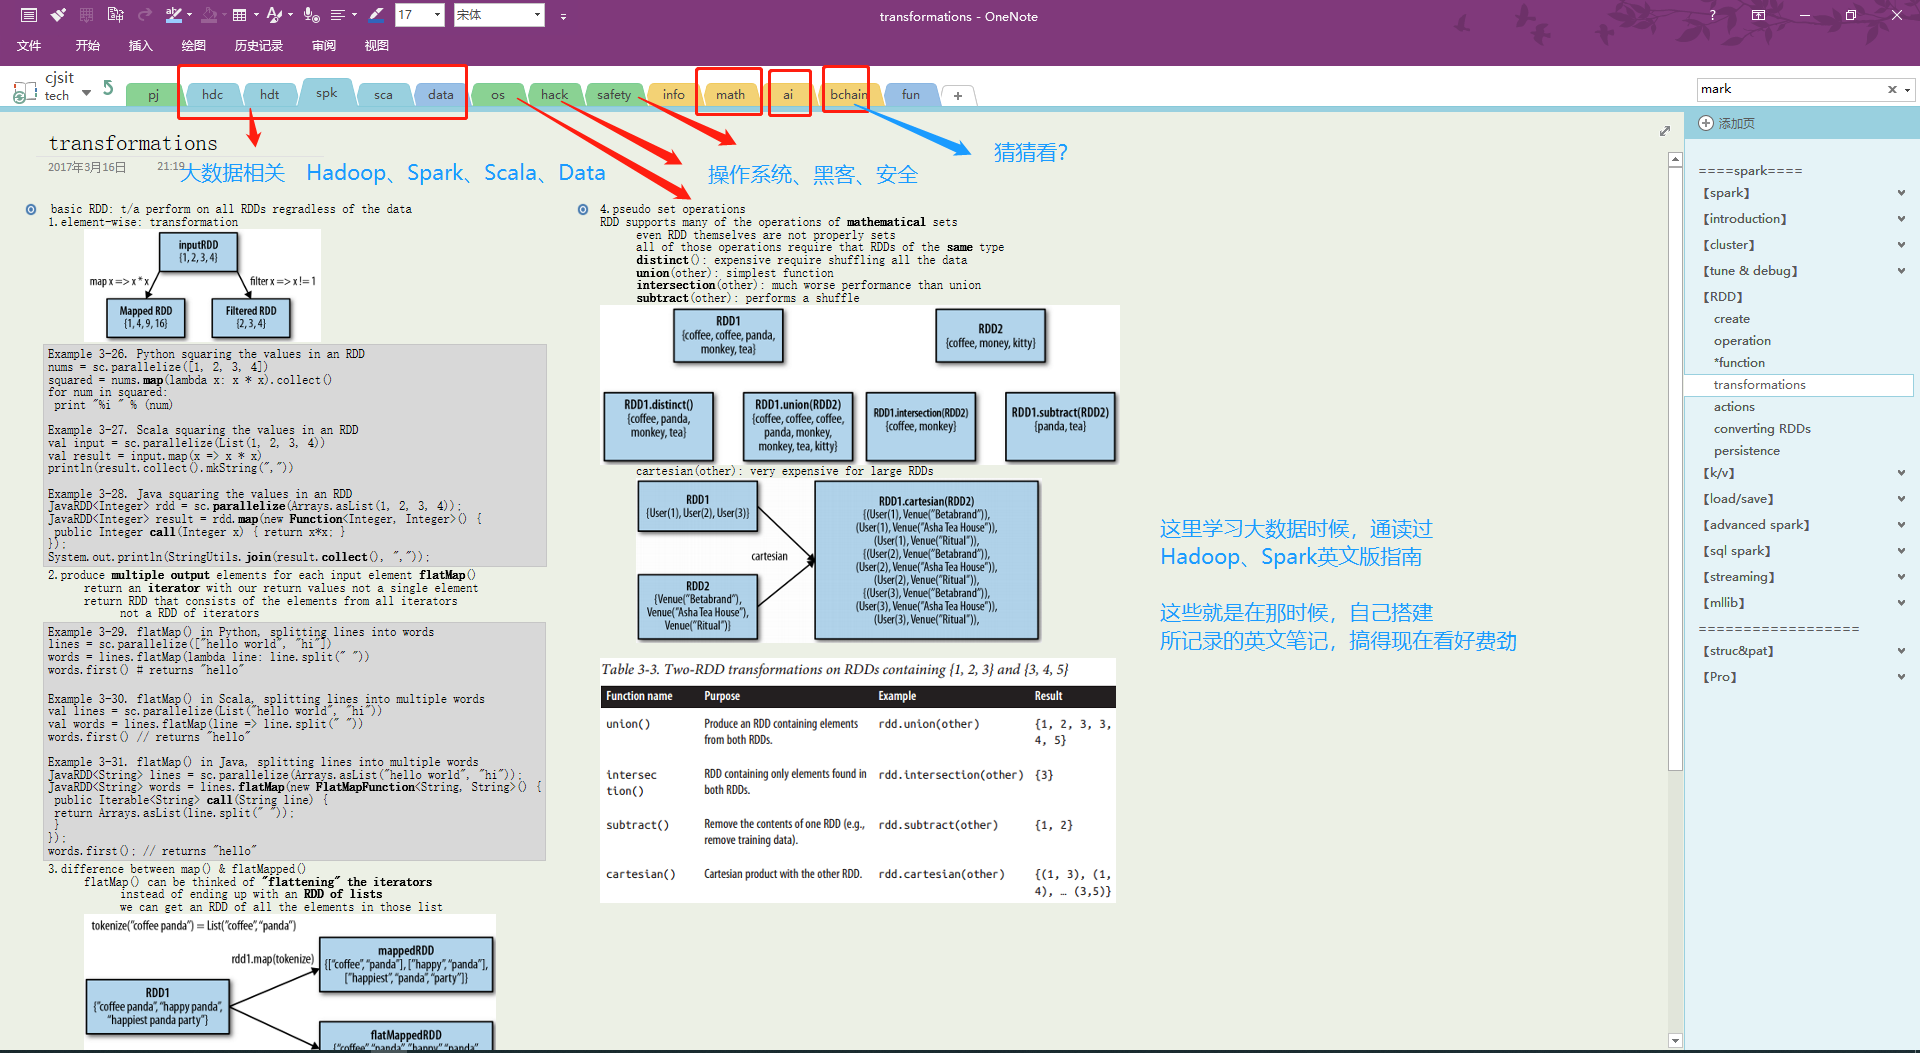 17
宋体
transformations - OneNote
?
文件
开始
插入
绘图
历史记录
审阅
视图
cjsit
tech
pj
hdc
hdt
spk
sca
data
os
hack
safety
info
math
ai
bchain
fun
+
mark
transformations
2017年3月16日
21:19
大数据相关 Hadoop、Spark、Scala、Data
操作系统、黑客、安全
猜猜看?
basic RDD: t/a perform on all RDDs regradless of the data
1.element-wise: transformation
inputRDD
{1, 2, 3, 4}
map x => x * x
filter x => x != 1
Mapped RDD
{1, 4, 9, 16}
Filtered RDD
{2, 3, 4}
Example 3-26. Python squaring the values in an RDD
nums = sc.parallelize([1, 2, 3, 4])
squared = nums.map(lambda x: x * x).collect()
for num in squared:
print "%i " % (num)
Example 3-27. Scala squaring the values in an RDD
val input = sc.parallelize(List(1, 2, 3, 4))
val result = input.map(x => x * x)
println(result.collect().mkString(","))
Example 3-28. Java squaring the values in an RDD
JavaRDD<Integer> rdd = sc.parallelize(Arrays.asList(1, 2, 3, 4));
JavaRDD<Integer> result = rdd.map(new Function<Integer, Integer>() {
public Integer call(Integer x) { return x*x; }
});
System.out.println(StringUtils.join(result.collect(), ","));
2.produce multiple output elements for each input element flatMap()
return an iterator with our return values not a single element
return RDD that consists of the elements from all iterators
not a RDD of iterators
Example 3-29. flatMap() in Python, splitting lines into words
lines = sc.parallelize(["hello world", "hi"])
words = lines.flatMap(lambda line: line.split(" "))
words.first() # returns "hello"
Example 3-30. flatMap() in Scala, splitting lines into multiple words
val lines = sc.parallelize(List("hello world", "hi"))
val words = lines.flatMap(line => line.split(" "))
words.first() // returns "hello"
Example 3-31. flatMap() in Java, splitting lines into multiple words
JavaRDD<String> lines = sc.parallelize(Arrays.asList("hello world", "hi"));
JavaRDD<String> words = lines.flatMap(new FlatMapFunction<String, String>() {
public Iterable<String> call(String line) {
return Arrays.asList(line.split(" "));
}
});
words.first(); // returns "hello"
3.difference between map() & flatMapped()
flatMap() can be thinked of "flattening" the iterators
instead of ending up with an RDD of lists
we can get an RDD of all the elements in those list
tokenize("coffee panda") = List("coffee", "panda")
rdd1.map(tokenize)
mappedRDD
{["coffee", "panda"], ["happy", "panda"],
["happiest", "panda", "party"]}
RDD1
{"coffee panda", "happy panda",
"happiest panda party"}
flatMappedRDD
{"coffee", "panda", "happy", "panda",
4.pseudo set operations
RDD supports many of the operations of mathematical sets
even RDD themselves are not properly sets
all of those operations require that RDDs of the same type
distinct(): expensive require shuffling all the data
union(other): simplest function
intersection(other): much worse performance than union
subtract(other): performs a shuffle
RDD1
{coffee, coffee, panda,
monkey, tea}
RDD2
{coffee, money, kitty}
RDD1.distinct()
{coffee, panda,
monkey, tea}
RDD1.union(RDD2)
{coffee, coffee, coffee,
panda, monkey,
monkey, tea, kitty}
RDD1.intersection(RDD2)
{coffee, monkey}
RDD1.subtract(RDD2)
{panda, tea}
cartesian(other): very expensive for large RDDs
RDD1
{User(1), User(2), User(3)}
cartesian
RDD2
{Venue("Betabrand"),
Venue("Asha Tea House"),
Venue("Ritual")}
RDD1.cartesian(RDD2)
{(User(1), Venue("Betabrand")),
(User(1), Venue("Asha Tea House")),
(User(1), Venue("Ritual")),
{(User(2), Venue("Betabrand")),
(User(2), Venue("Asha Tea House")),
(User(2), Venue("Ritual")),
{(User(3), Venue("Betabrand")),
(User(3), Venue("Asha Tea House")),
(User(3), Venue("Ritual")),
Table 3-3. Two-RDD transformations on RDDs containing {1, 2, 3} and {3, 4, 5}
Function name Purpose Example Result
union() Produce an RDD containing elements rdd.union(other) {1, 2, 3, 3,
from both RDDs. 4, 5}
intersec RDD containing only elements found in rdd.intersection(other) {3}
tion() both RDDs.
subtract() Remove the contents of one RDD (e.g., rdd.subtract(other) {1, 2}
remove training data).
cartesian() Cartesian product with the other RDD. rdd.cartesian(other) {(1, 3), (1,
4), … (3,5)}
这里学习大数据时候，通读过
Hadoop、Spark英文版指南
这些就是在那时候，自己搭建
所记录的英文笔记，搞得现在看好费劲
添加页
====spark====
【spark】
【introduction】
【cluster】
【tune & debug】
【RDD】
create
operation
*function
transformations
actions
converting RDDs
persistence
【k/v】
【load/save】
【advanced spark】
【sql spark】
【streaming】
【mllib】
==================
【struc&pat】
【Pro】